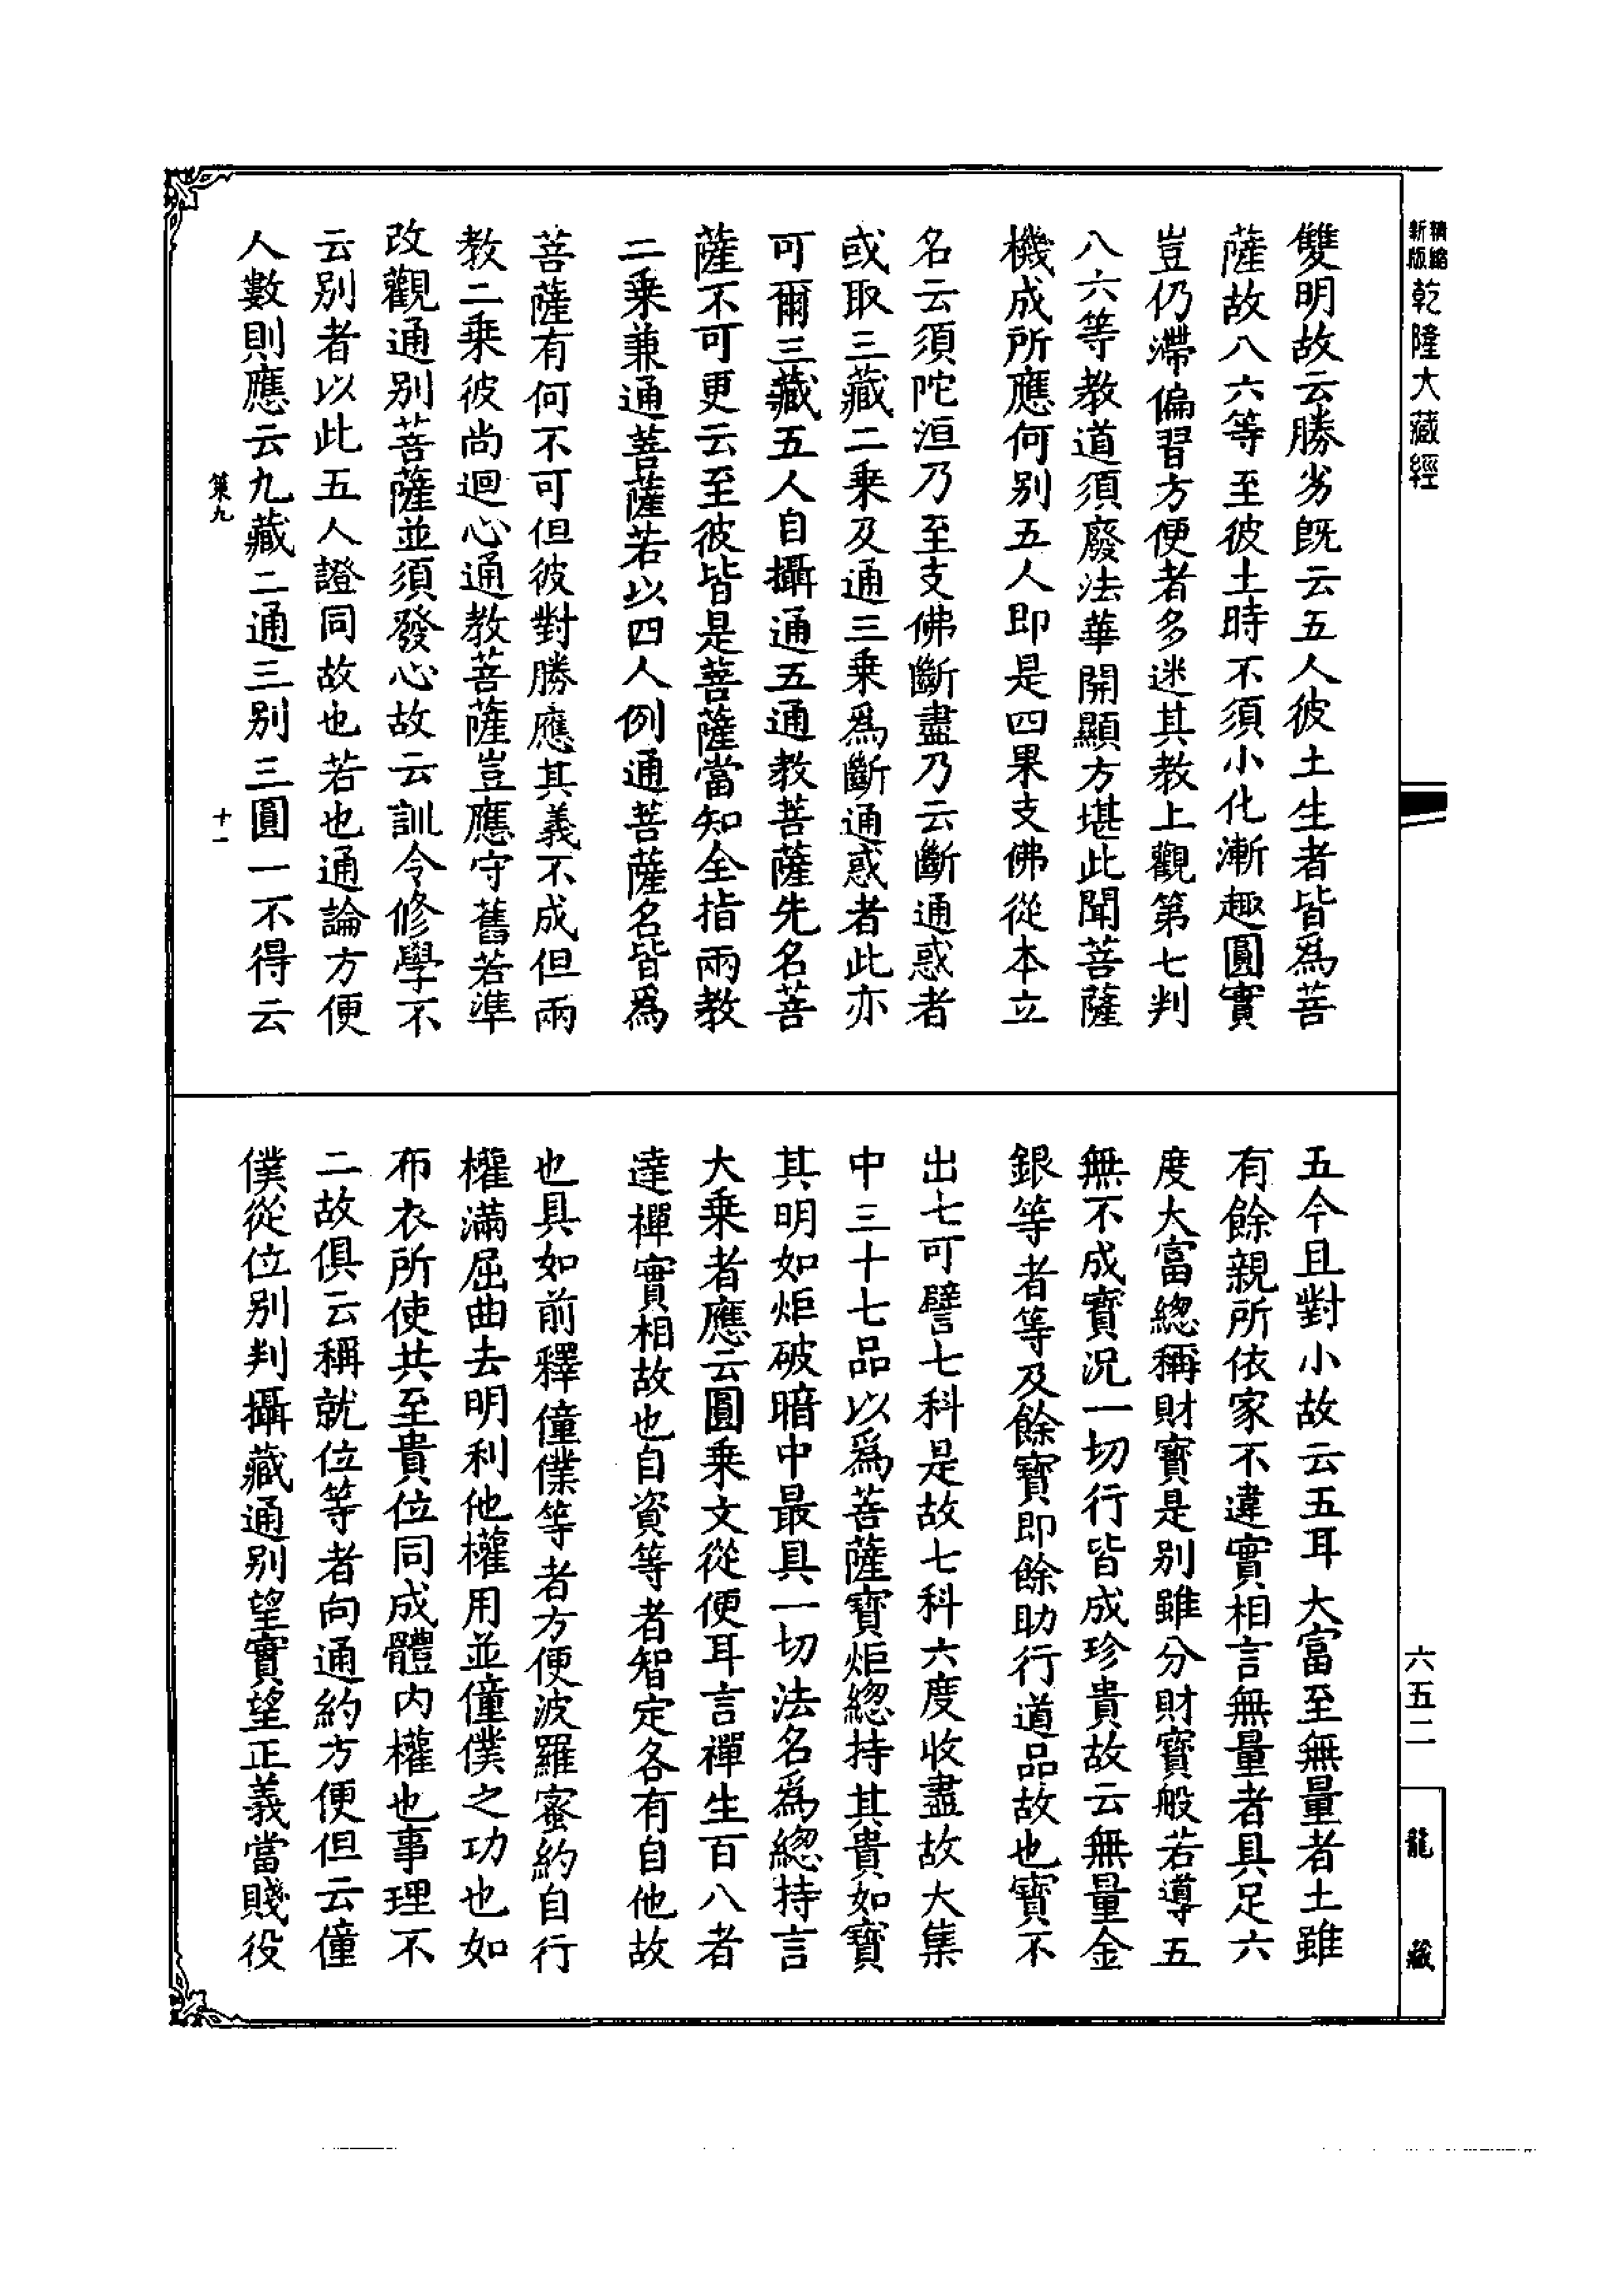 新版精縮乾隆大藏經
雙明故云勝劣旣云五人彼土生者皆爲菩
薩故八六等至彼土時不須小化漸趣圓實
豈仍滯偏習方便者多迷其教上觀第七判
八六等教道須廢法華開顯方堪此聞菩薩
機成所應何別五人即是四果支佛從本立
名云須陀洹乃至支佛斷盡乃云斷通惑者
或取三藏二乘及通三乘爲斷通惑者此亦
可爾三藏五人自攝通五通教菩薩先名菩
薩不可更云至彼皆是菩薩當知全指兩教
二乘兼通菩薩若以四人例通菩薩名皆爲
菩薩有何不可但彼對勝應其義不成但兩
教二乘彼尚迴心通教菩薩豈應守舊若準
改觀通別菩薩並須發心故云訓令修學不
云別者以此五人證同故也若也通論方便
人數則應云九藏二通三別三圓一不得云
策九
十一
五今且對小故云五耳大富至無量者土雖
有餘親所依家不違實相言無量者具足六
度大富總稱財寶是別雖分財寶般若導五
無不成寶況一切行皆成珍貴故云無量金
銀等者等及餘寶即餘助行道品故也寶不
出七可譬七科是故七科六度收盡故大集
中三十七品以爲菩薩寶炬總持其貴如寶
其明如炬破暗中最具一切法名爲總持言
大乘者應云圓乘文從便耳言禪生百八者
達禪實相故也自資等者智定各有自他故
也具如前釋僮僕等者方便波羅蜜約自行
權滿屈曲去明利他權用並僮僕之功也如
布衣所使共至貴位同成體內權也事理不
二故俱云稱就位等者向通約方便但云僮
僕從位別判攝藏通別望實望正義當賤役
六五二
龍藏